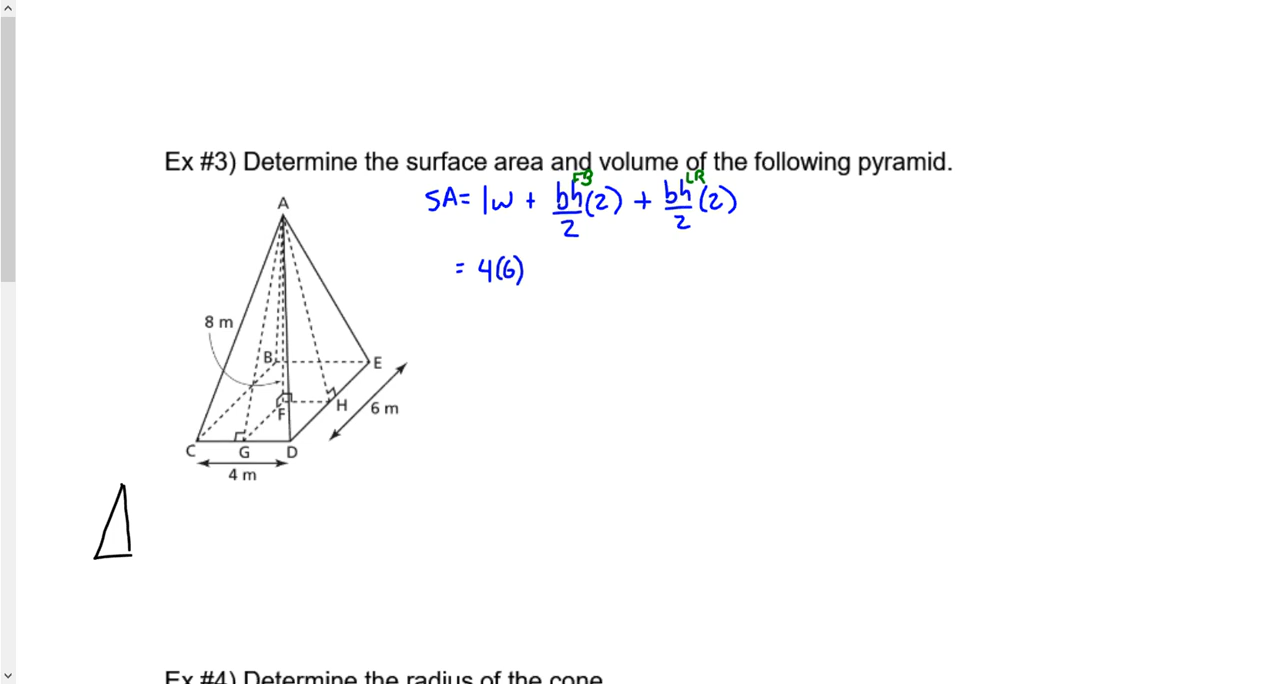 Ex #3) Determine the surface area and volume of the following pyramid.
FB LR
SA = lw + bh/2 (2) + bh/2 (2)
= 4(6)
A
8 m
B
E
F
H
6 m
C
G
D
4 m
Ex #4) Determine the radius of the cone